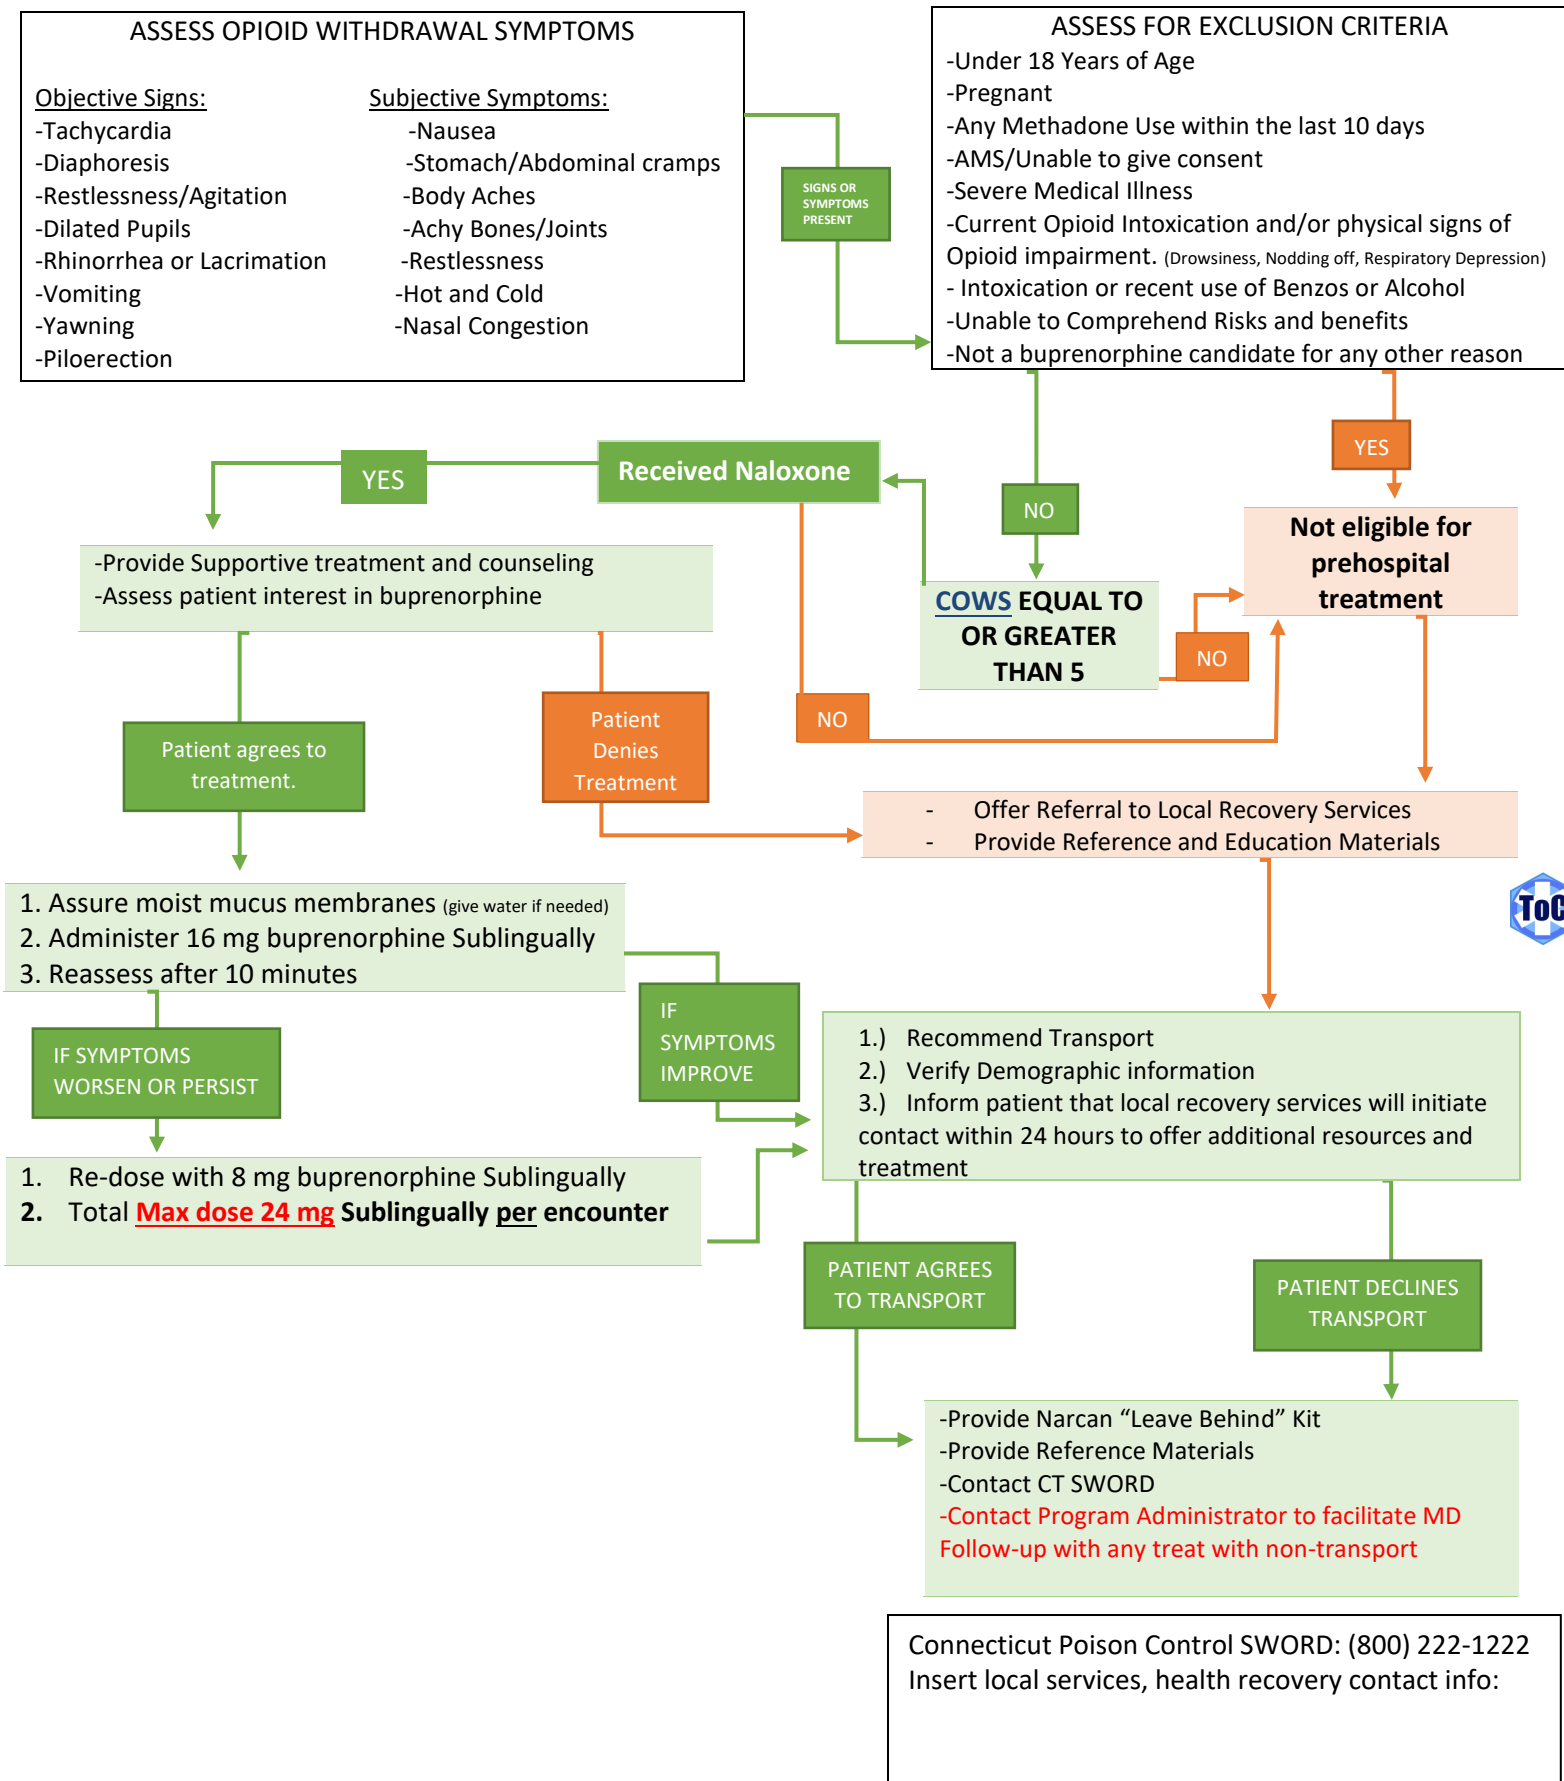 ASSESS OPIOID WITHDRAWAL SYMPTOMS
Objective Signs:
-Tachycardia
-Diaphoresis
-Restlessness/Agitation
-Dilated Pupils
-Rhinorrhea or Lacrimation
-Vomiting
-Yawning
-Piloerection
Subjective Symptoms:
-Nausea
-Stomach/Abdominal cramps
-Body Aches
-Achy Bones/Joints
-Restlessness
-Hot and Cold
-Nasal Congestion
SIGNS OR
SYMPTOMS
PRESENT
ASSESS FOR EXCLUSION CRITERIA
-Under 18 Years of Age
-Pregnant
-Any Methadone Use within the last 10 days
-AMS/Unable to give consent
-Severe Medical Illness
-Current Opioid Intoxication and/or physical signs of
Opioid impairment. (Drowsiness, Nodding off, Respiratory Depression)
- Intoxication or recent use of Benzos or Alcohol
-Unable to Comprehend Risks and benefits
-Not a buprenorphine candidate for any other reason
YES
NO
Not eligible for
prehospital
treatment
COWS EQUAL TO
OR GREATER
THAN 5
NO
Received Naloxone
YES
NO
-Provide Supportive treatment and counseling
-Assess patient interest in buprenorphine
Patient agrees to
treatment.
Patient
Denies
Treatment
- Offer Referral to Local Recovery Services
- Provide Reference and Education Materials
ToC
1. Assure moist mucus membranes (give water if needed)
2. Administer 16 mg buprenorphine Sublingually
3. Reassess after 10 minutes
IF SYMPTOMS
WORSEN OR PERSIST
IF
SYMPTOMS
IMPROVE
1. Re-dose with 8 mg buprenorphine Sublingually
2. Total Max dose 24 mg Sublingually per encounter
1.) Recommend Transport
2.) Verify Demographic information
3.) Inform patient that local recovery services will initiate
contact within 24 hours to offer additional resources and
treatment
PATIENT AGREES
TO TRANSPORT
PATIENT DECLINES
TRANSPORT
-Provide Narcan “Leave Behind” Kit
-Provide Reference Materials
-Contact CT SWORD
-Contact Program Administrator to facilitate MD
Follow-up with any treat with non-transport
Connecticut Poison Control SWORD: (800) 222-1222
Insert local services, health recovery contact info: